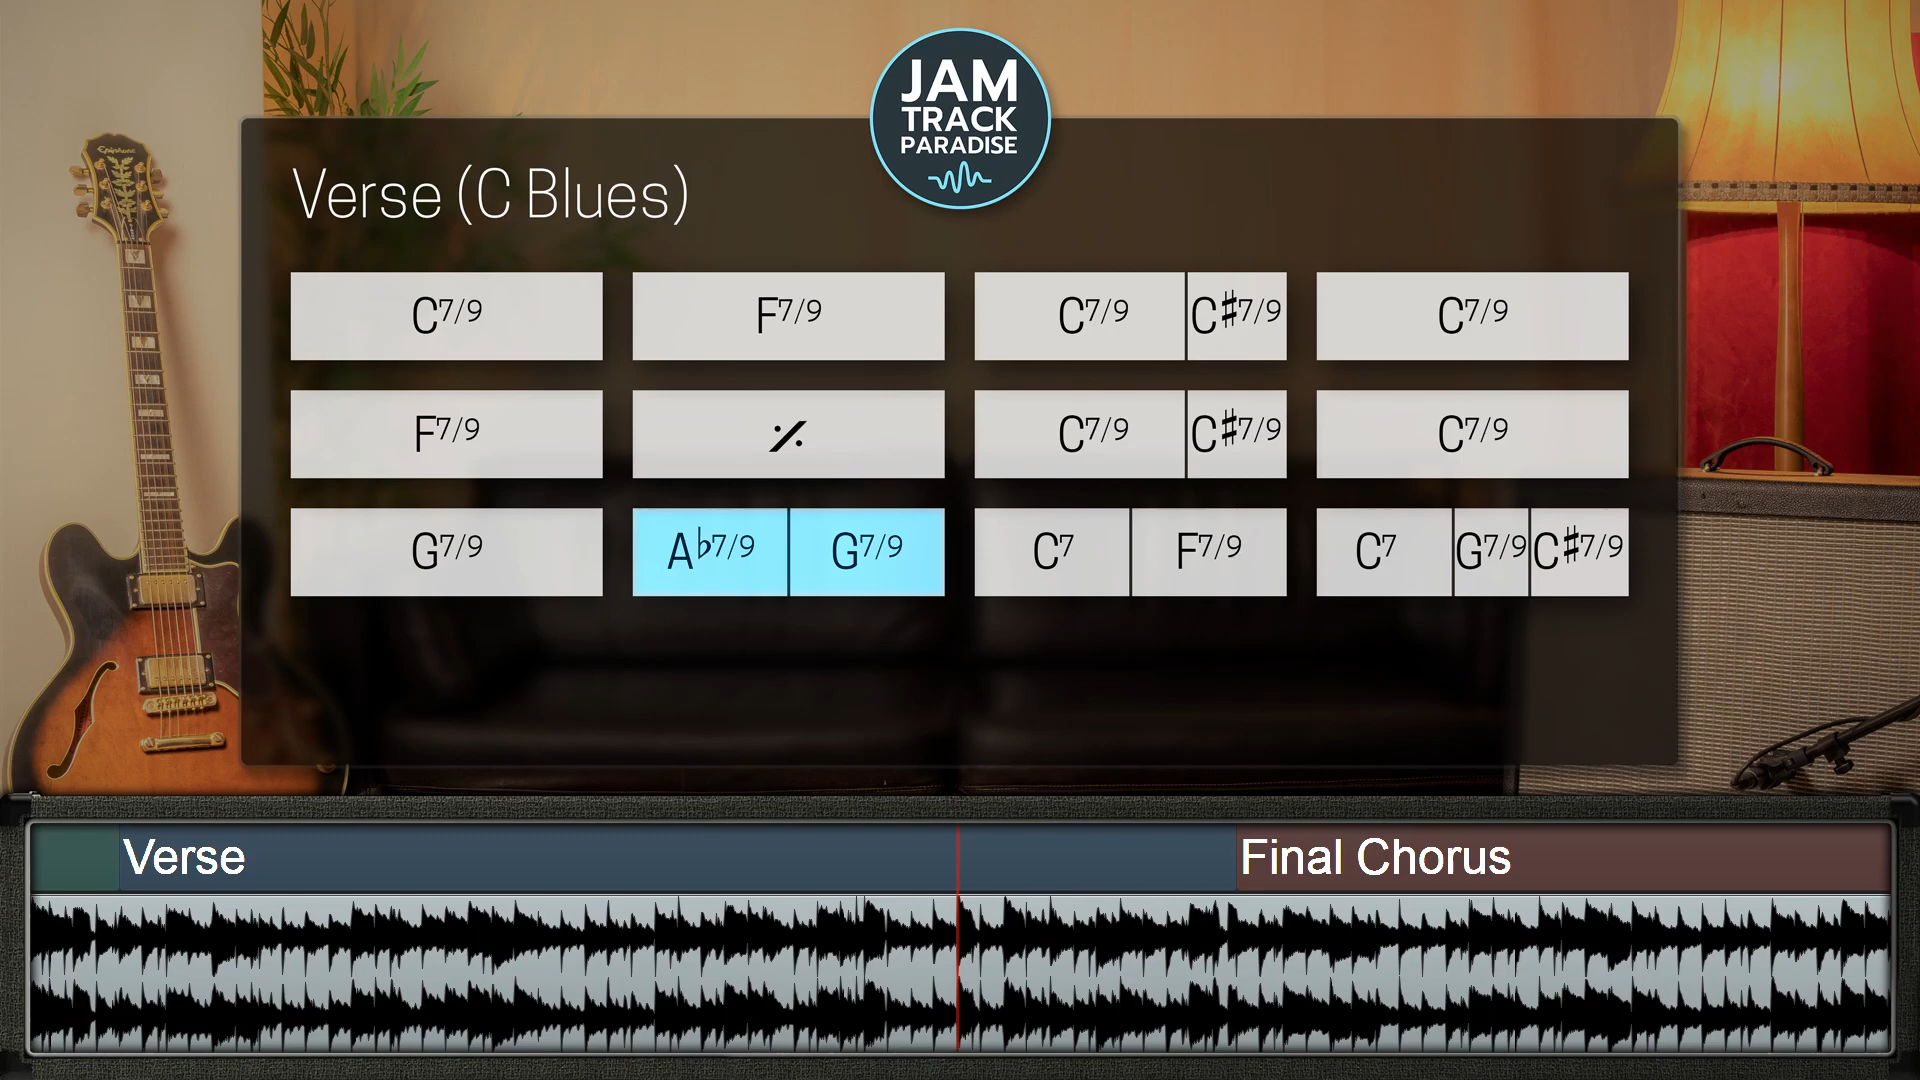 Epiphone
JAM
TRACK
PARADISE
Verse (C Blues)
C7/9 F7/9 C7/9 C♯7/9 C7/9
F7/9 𝄎 C7/9 C♯7/9 C7/9
G7/9 A♭7/9 G7/9 C7 F7/9 C7 G7/9 C♯7/9
Verse Final Chorus